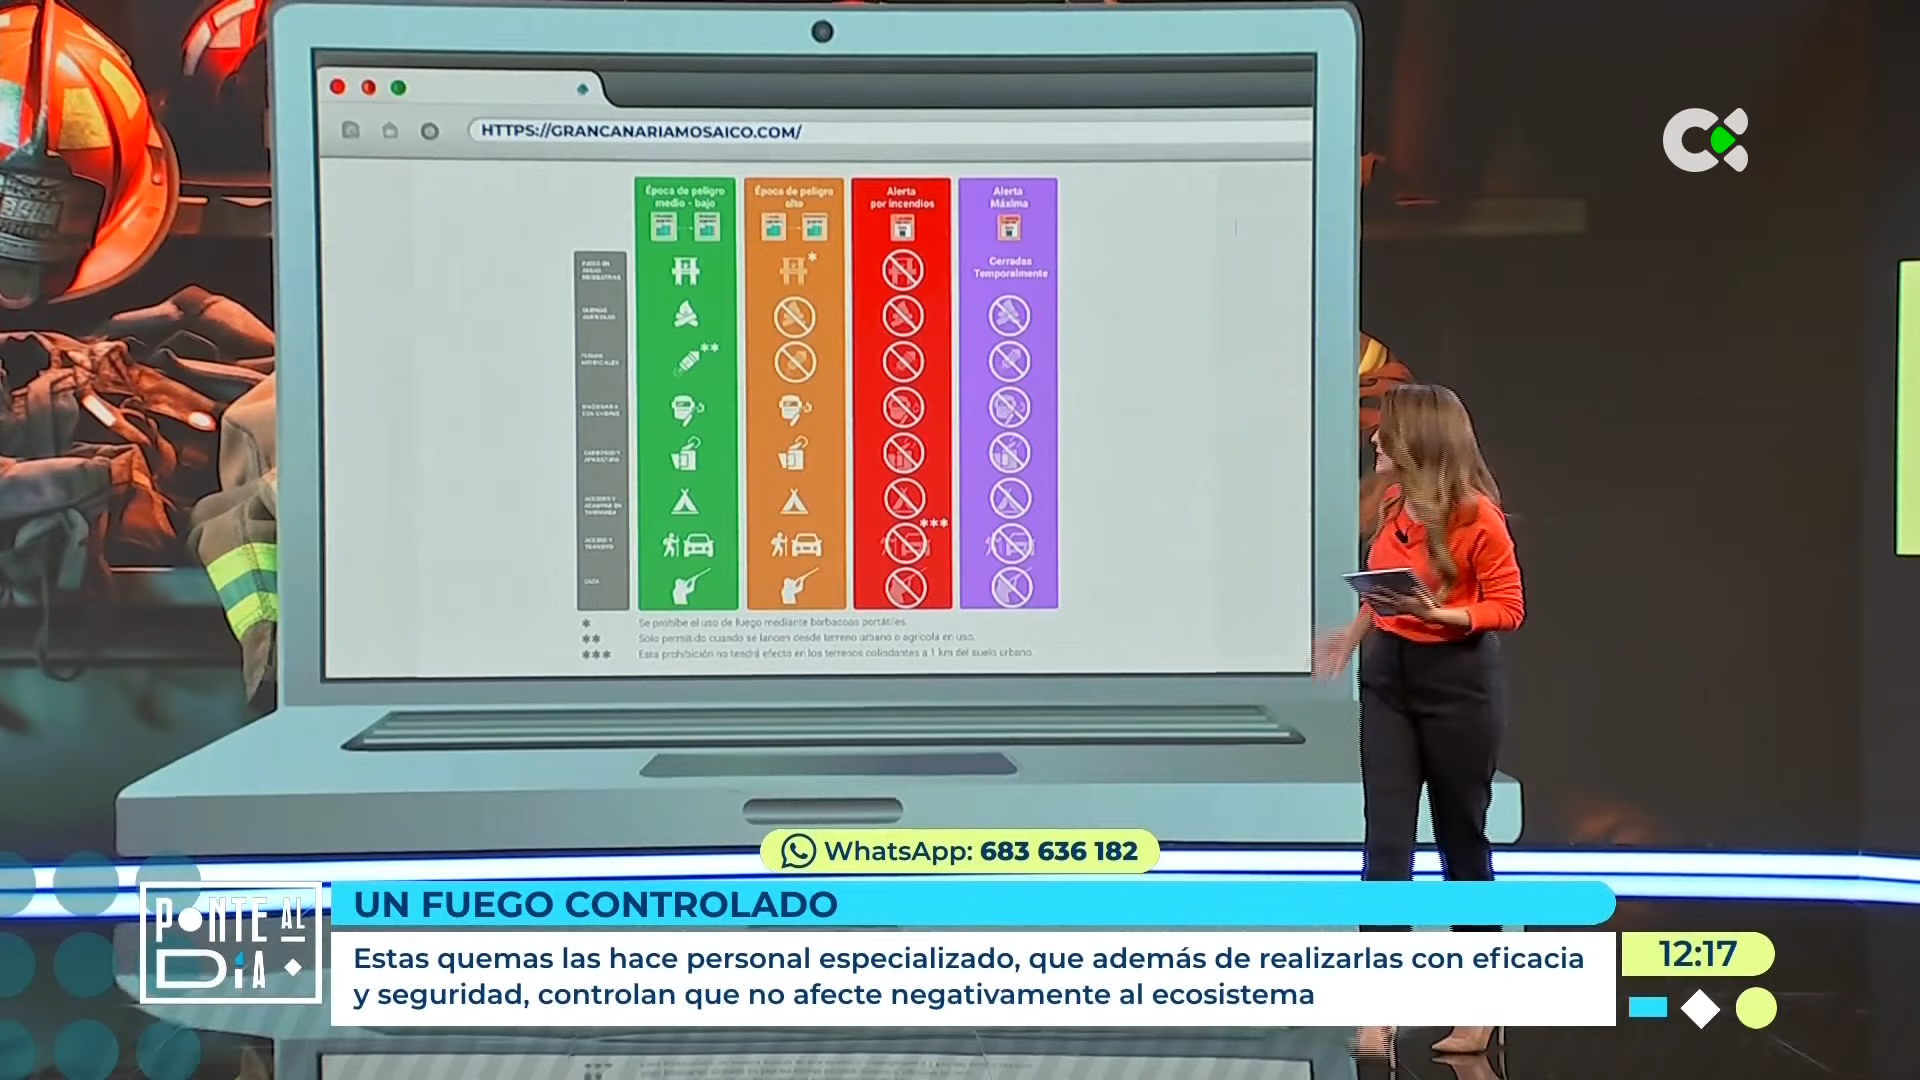 HTTPS://GRANCANARIAMOSAICO.COM/
Época de peligro
medio - bajo
Época de peligro
alto
Alerta
por incendios
Alerta
Máxima
Cerradas
Temporalmente
*
**
***
CAZA
* Se prohíbe el uso de fuego mediante barbacoas portátiles.
** Solo permitido cuando se lancen desde terreno urbano o agrícola en uso.
*** Esta prohibición no tendrá efecto en los terrenos colindantes a 1 km del suelo urbano.
WhatsApp: 683 636 182
PONTE AL
DÍA
UN FUEGO CONTROLADO
Estas quemas las hace personal especializado, que además de realizarlas con eficacia
y seguridad, controlan que no afecte negativamente al ecosistema
12:17